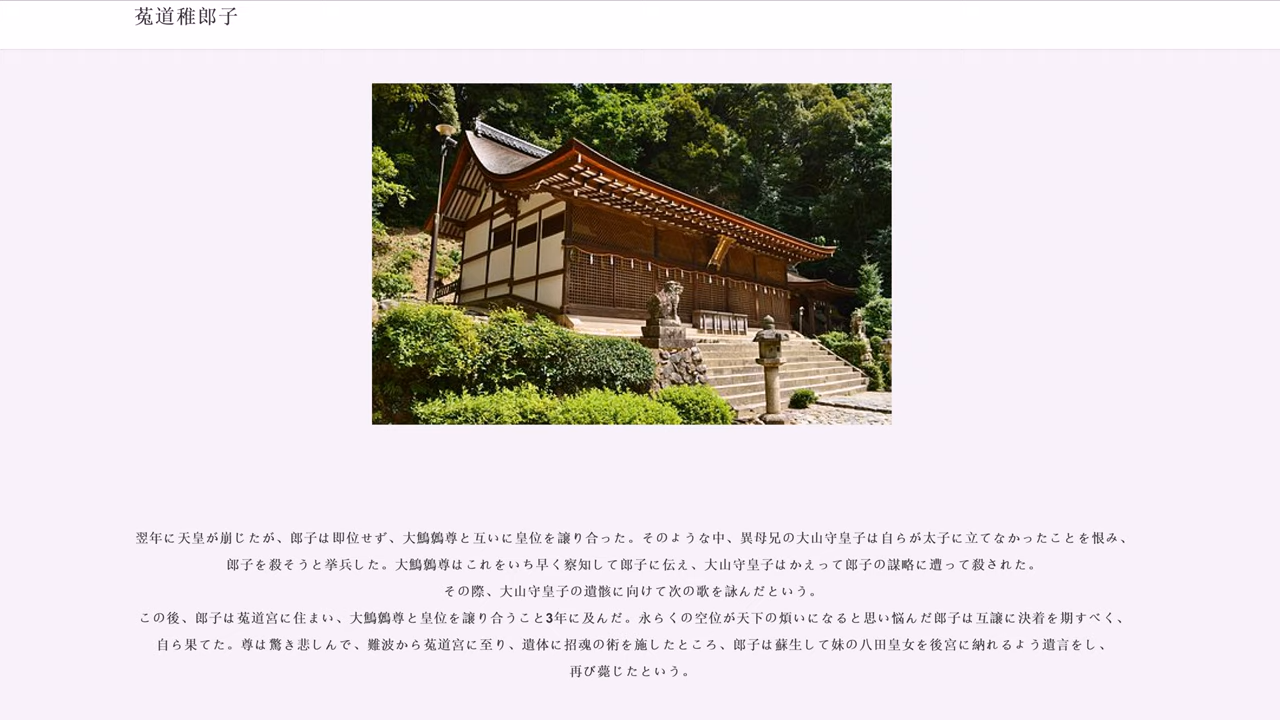 菟道稚郎子
翌年に天皇が崩じたが、郎子は即位せず、大鷦鷯尊と互いに皇位を譲り合った。そのような中、異母兄の大山守皇子は自らが太子に立てなかったことを恨み、
郎子を殺そうと挙兵した。大鷦鷯尊はこれをいち早く察知して郎子に伝え、大山守皇子はかえって郎子の謀略に遭って殺された。
その際、大山守皇子の遺骸に向けて次の歌を詠んだという。
この後、郎子は菟道宮に住まい、大鷦鷯尊と皇位を譲り合うこと3年に及んだ。永らくの空位が天下の煩いになると思い悩んだ郎子は互譲に決着を期すべく、
自ら果てた。尊は驚き悲しんで、難波から菟道宮に至り、遺体に招魂の術を施したところ、郎子は蘇生して妹の八田皇女を後宮に納れるよう遺言をし、
再び薨じたという。